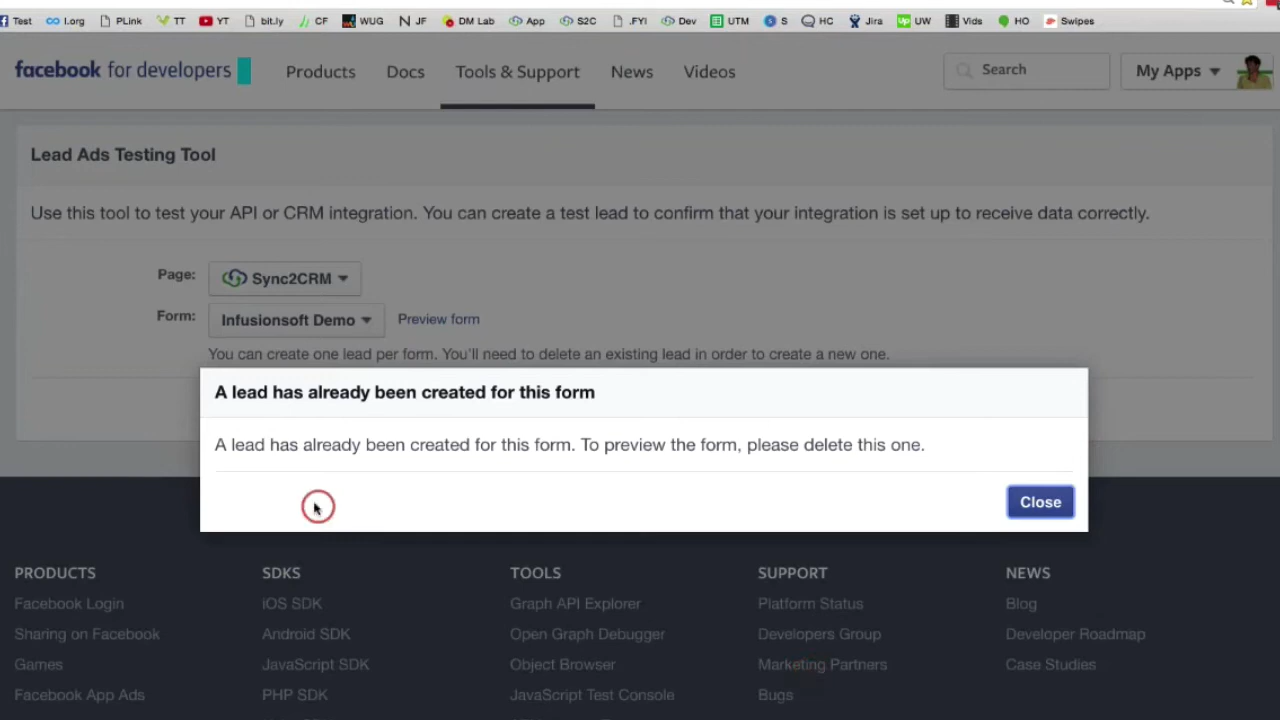 Test I.org PLink TT YT bit.ly CF WUG JF DM Lab App S2C .FYI Dev UTM S HC Jira UW Vids HO Swipes
facebook for developers Products Docs Tools & Support News Videos Search My Apps
Lead Ads Testing Tool
Use this tool to test your API or CRM integration. You can create a test lead to confirm that your integration is set up to receive data correctly.
Page: Sync2CRM
Form: Infusionsoft Demo Preview form
You can create one lead per form. You'll need to delete an existing lead in order to create a new one.
A lead has already been created for this form
A lead has already been created for this form. To preview the form, please delete this one.
Close
PRODUCTS SDKS TOOLS SUPPORT NEWS
Facebook Login iOS SDK Graph API Explorer Platform Status Blog
Sharing on Facebook Android SDK Open Graph Debugger Developers Group Developer Roadmap
Games JavaScript SDK Object Browser Marketing Partners Case Studies
Facebook App Ads PHP SDK JavaScript Test Console Bugs